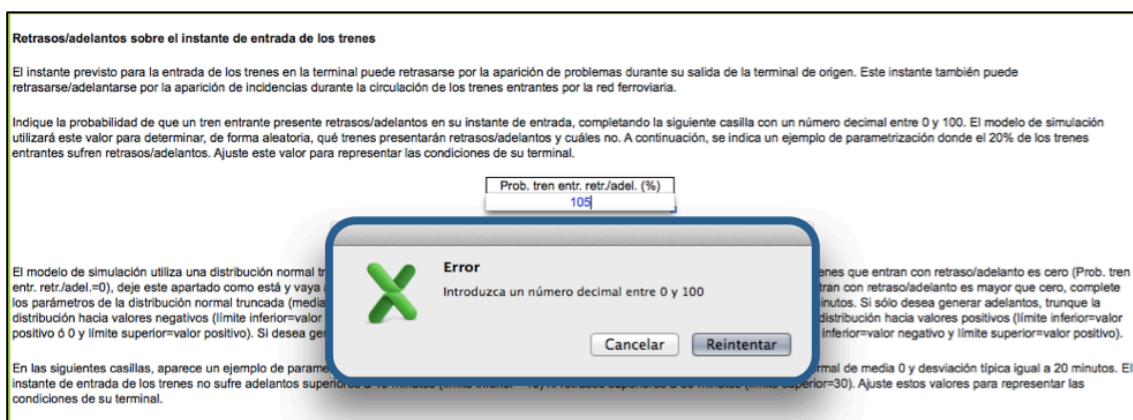 Retrasos/adelantos sobre el instante de entrada de los trenes
El instante previsto para la entrada de los trenes en la terminal puede retrasarse por la aparición de problemas durante su salida de la terminal de origen. Este instante también puede
retrasarse/adelantarse por la aparición de incidencias durante la circulación de los trenes entrantes por la red ferroviaria.
Indique la probabilidad de que un tren entrante presente retrasos/adelantos en su instante de entrada, completando la siguiente casilla con un número decimal entre 0 y 100. El modelo de simulación
utilizará este valor para determinar, de forma aleatoria, qué trenes presentarán retrasos/adelantos y cuáles no. A continuación, se indica un ejemplo de parametrización donde el 20% de los trenes
entrantes sufren retrasos/adelantos. Ajuste este valor para representar las condiciones de su terminal.
Prob. tren entr. retr./adel. (%)
105
Error
Introduzca un número decimal entre 0 y 100
Cancelar Reintentar
El modelo de simulación utiliza una distribución normal enes que entran con retraso/adelanto es cero (Prob. tren
entr. retr./adel.=0), deje este apartado como está y vaya tran con retraso/adelanto es mayor que cero, complete
los parámetros de la distribución normal truncada (media inutos. Si sólo desea generar adelantos, trunque la
distribución hacia valores negativos (límite inferior=valor distribución hacia valores positivos (límite inferior=valor
positivo ó 0 y límite superior=valor positivo). Si desea inferior=valor negativo y límite superior=valor positivo).
En las siguientes casillas, aparece un ejemplo de parame rmal de media 0 y desviación típica igual a 20 minutos. El
instante de entrada de los trenes no sufre adelantos superior=30). Ajuste estos valores para representar las
condiciones de su terminal.